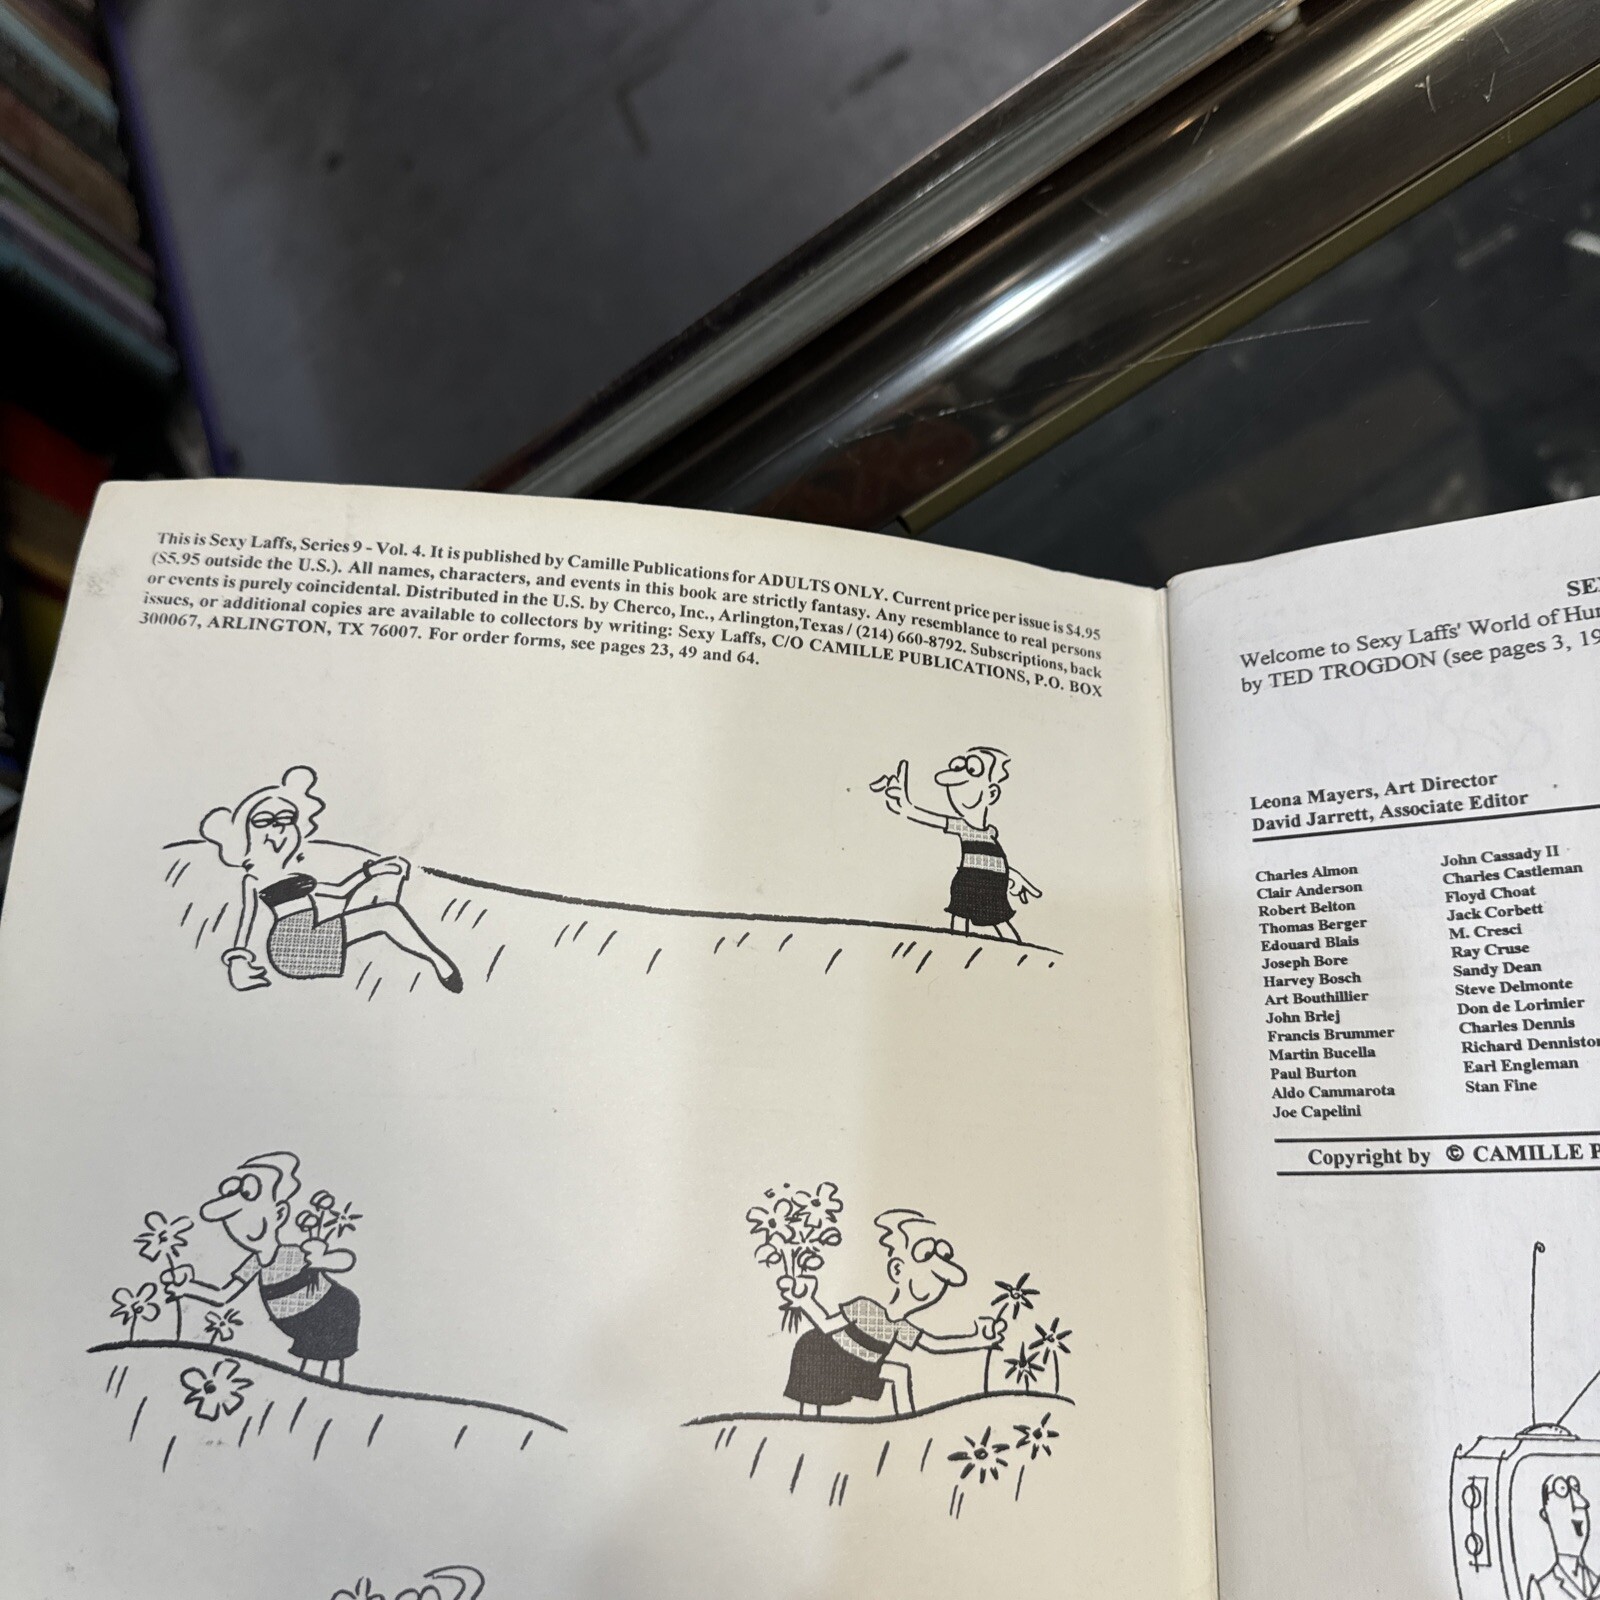 This is Sexy Laffs, Series 9 - Vol. 4. It is published by Camille Publications for ADULTS ONLY. Current price per issue is $4.95
($5.95 outside the U.S.). All names, characters, and events in this book are strictly fantasy. Any resemblance to real persons
or events is purely coincidental. Distributed in the U.S. by Cherco, Inc., Arlington,Texas / (214) 660-8792. Subscriptions, back
issues, or additional copies are available to collectors by writing: Sexy Laffs, C/O CAMILLE PUBLICATIONS, P.O. BOX
300067, ARLINGTON, TX 76007. For order forms, see pages 23, 49 and 64.
Welcome to Sexy Laffs' World of
by TED TROGDON (see pages 3,
Leona Mayers, Art Director
David Jarrett, Associate Editor
Charles Almon
Clair Anderson
Robert Belton
Thomas Berger
Edouard Blais
Joseph Bore
Harvey Bosch
Art Bouthillier
John Briej
Francis Brummer
Martin Bucella
Paul Burton
Aldo Cammarota
Joe Capelini
John Cassady II
Charles Castleman
Floyd Choat
Jack Corbett
M. Cresci
Ray Cruse
Sandy Dean
Steve Delmonte
Don de Lorimier
Charles Dennis
Richard Denniston
Earl Engleman
Stan Fine
Copyright by © CAMILLE